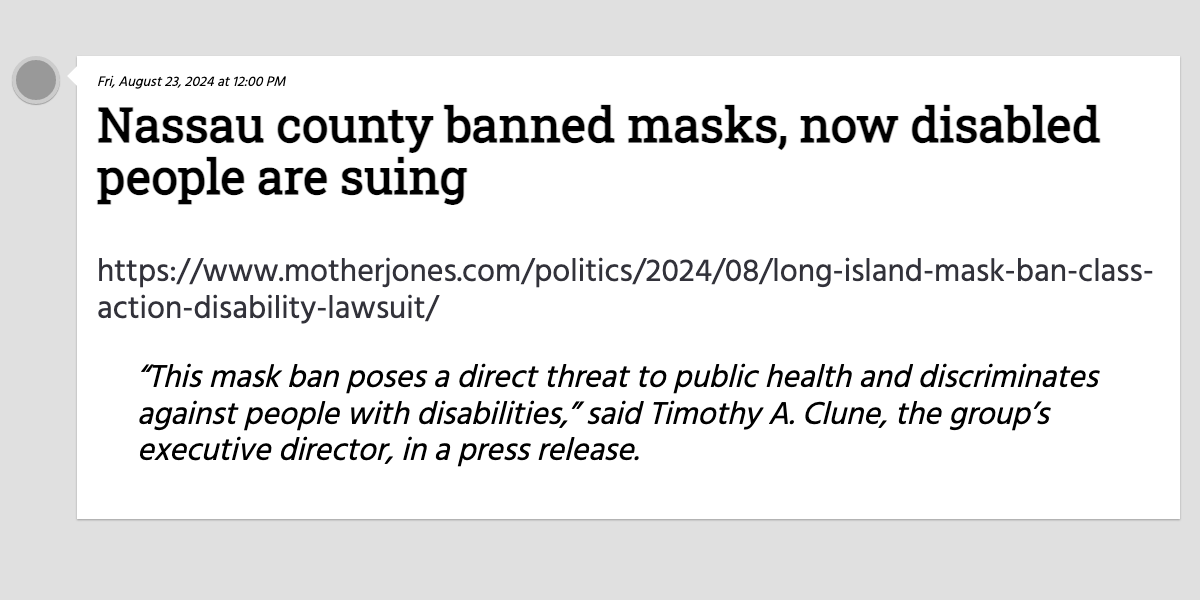 Fri, August 23, 2024 at 12:00 PM
Nassau county banned masks, now disabled
people are suing
https://www.motherjones.com/politics/2024/08/long-island-mask-ban-class-
action-disability-lawsuit/
“This mask ban poses a direct threat to public health and discriminates
against people with disabilities,” said Timothy A. Clune, the group’s
executive director, in a press release.